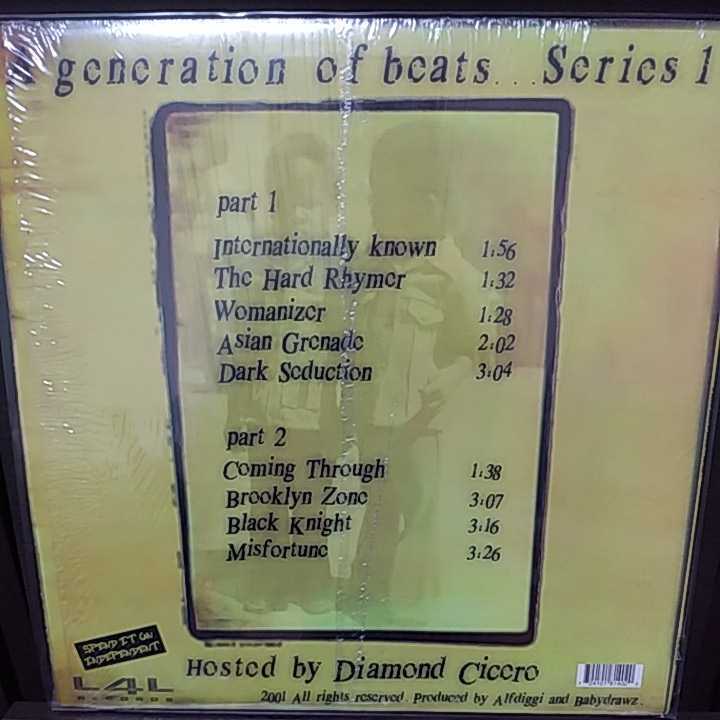 generation of beats...Series 1
part 1
Internationally known 1:56
The Hard Rhymer 1:32
Womanizer 1:28
Asian Grenade 2:02
Dark Seduction 3:04
part 2
Coming Through 1:38
Brooklyn Zone 3:07
Black Knight 3:16
Misfortune 3:26
SPEND IT ON
INDEPENDENT
L4L
RECORDS
Hosted by Diamond Cicero
2001 All rights reserved. Produced by Alfdiggi and Babydrawz.